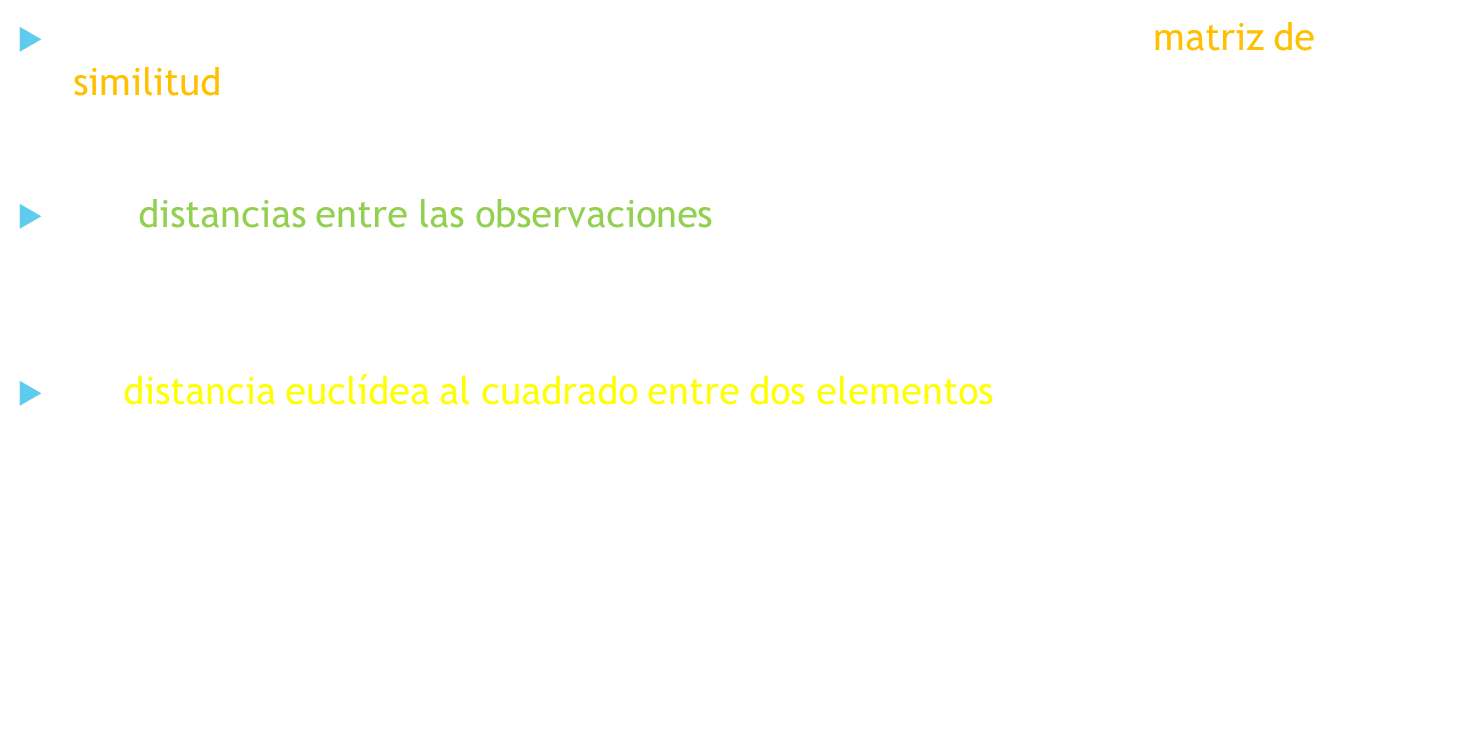 matriz de
similitud
distancias entre las observaciones
distancia euclídea al cuadrado entre dos elementos